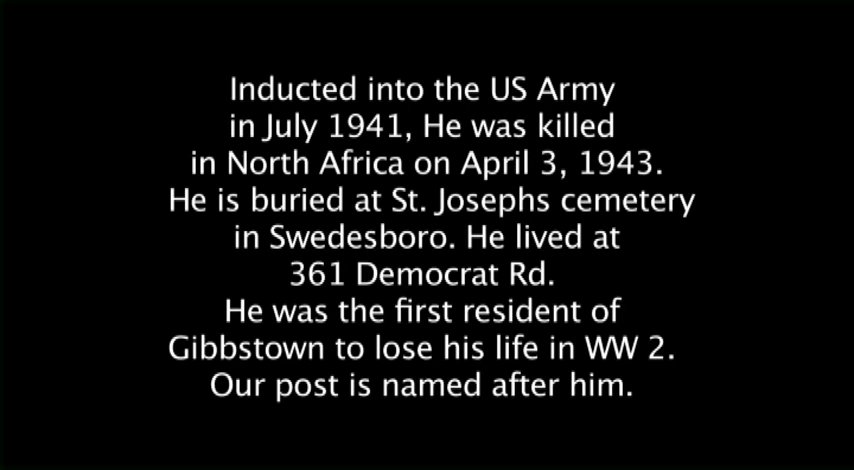 Inducted into the US Army
in July 1941, He was killed
in North Africa on April 3, 1943.
He is buried at St. Josephs cemetery
in Swedesboro. He lived at
361 Democrat Rd.
He was the first resident of
Gibbstown to lose his life in WW 2.
Our post is named after him.